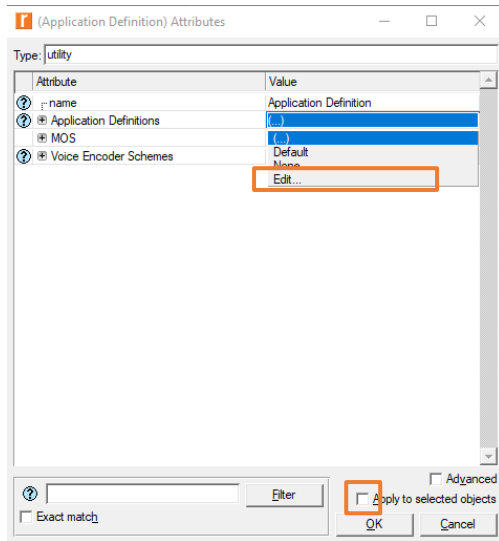 (Application Definition) Attributes
Type: utility
Attribute Value
name Application Definition
Application Definitions (...)
MOS (...)
Default
Voice Encoder Schemes None
Edit...
Advanced
Filter Apply to selected objects
Exact match OK Cancel